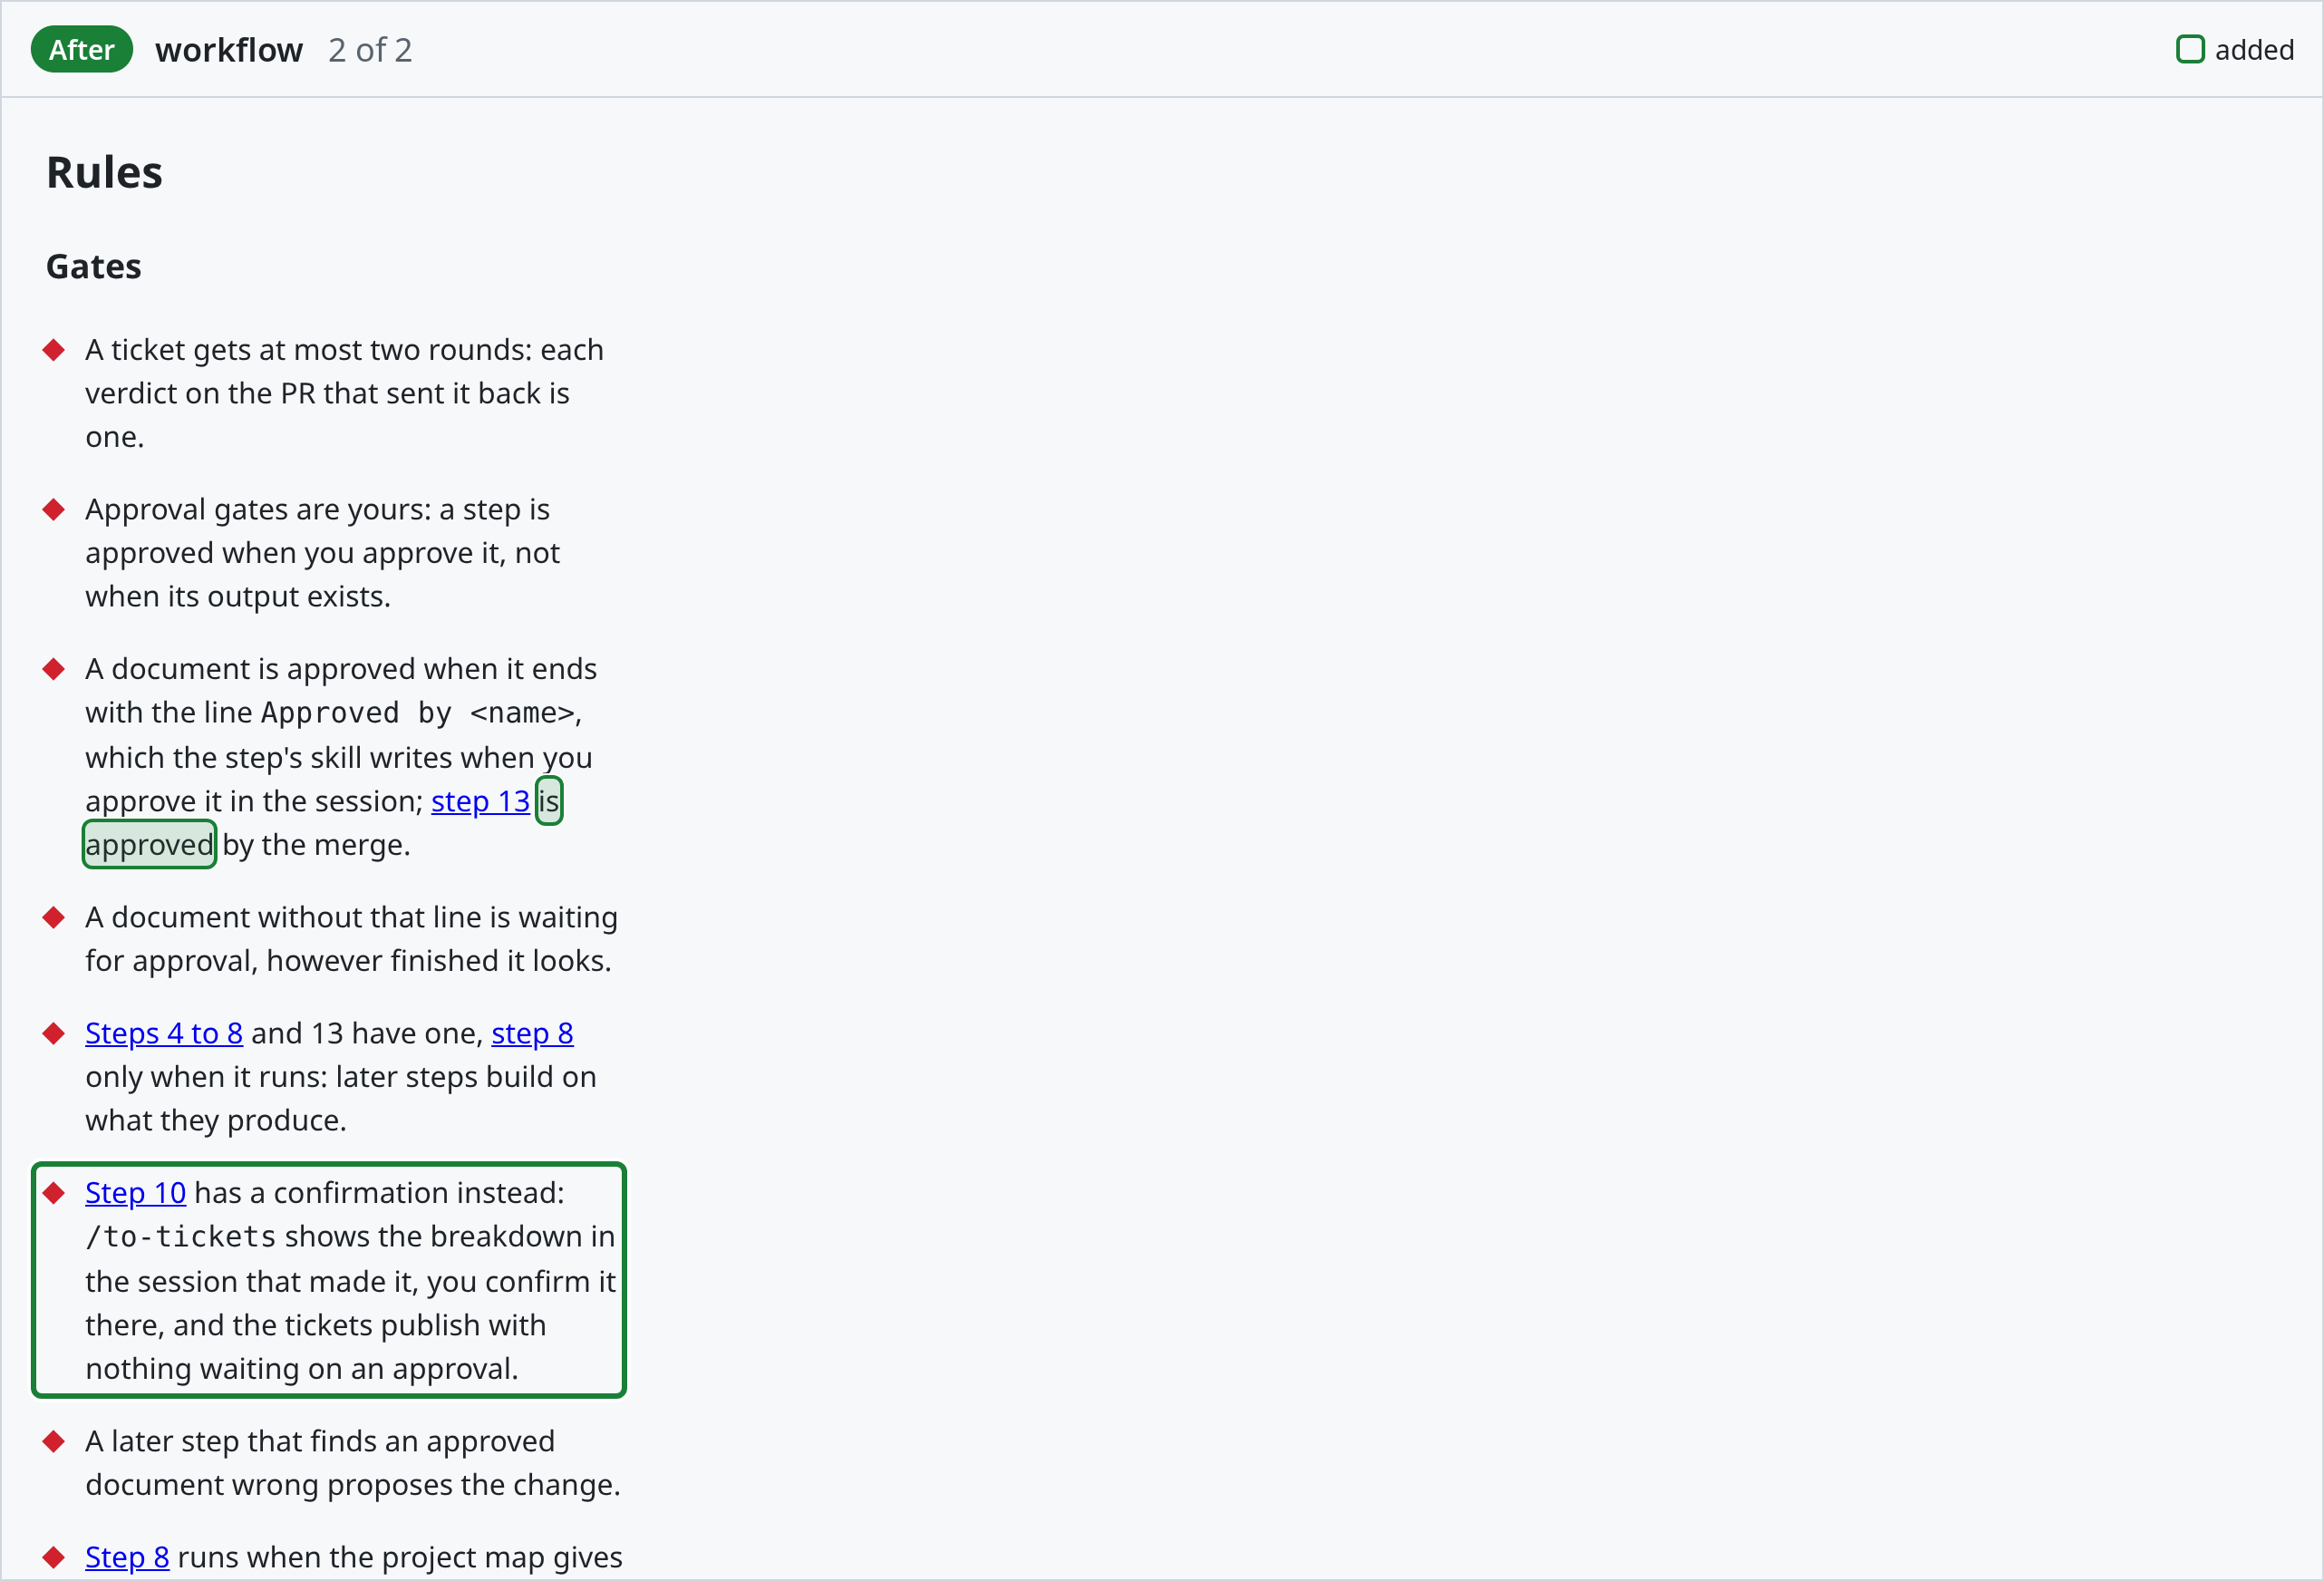 After workflow 2 of 2 added
Rules
Gates
A ticket gets at most two rounds: each
verdict on the PR that sent it back is
one.
Approval gates are yours: a step is
approved when you approve it, not
when its output exists.
A document is approved when it ends
with the line Approved by <name>,
which the step's skill writes when you
approve it in the session; step 13 is
approved by the merge.
A document without that line is waiting
for approval, however finished it looks.
Steps 4 to 8 and 13 have one, step 8
only when it runs: later steps build on
what they produce.
Step 10 has a confirmation instead:
/to-tickets shows the breakdown in
the session that made it, you confirm it
there, and the tickets publish with
nothing waiting on an approval.
A later step that finds an approved
document wrong proposes the change.
Step 8 runs when the project map gives